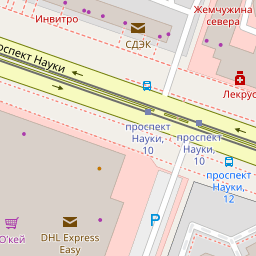 Инвитро
СДЭК
Жемчужина
севера
Лекрус
проспект Науки
проспект
Науки,
10
проспект
Науки,
10
проспект
Науки,
12
P
О'кей
DHL Express
Easy